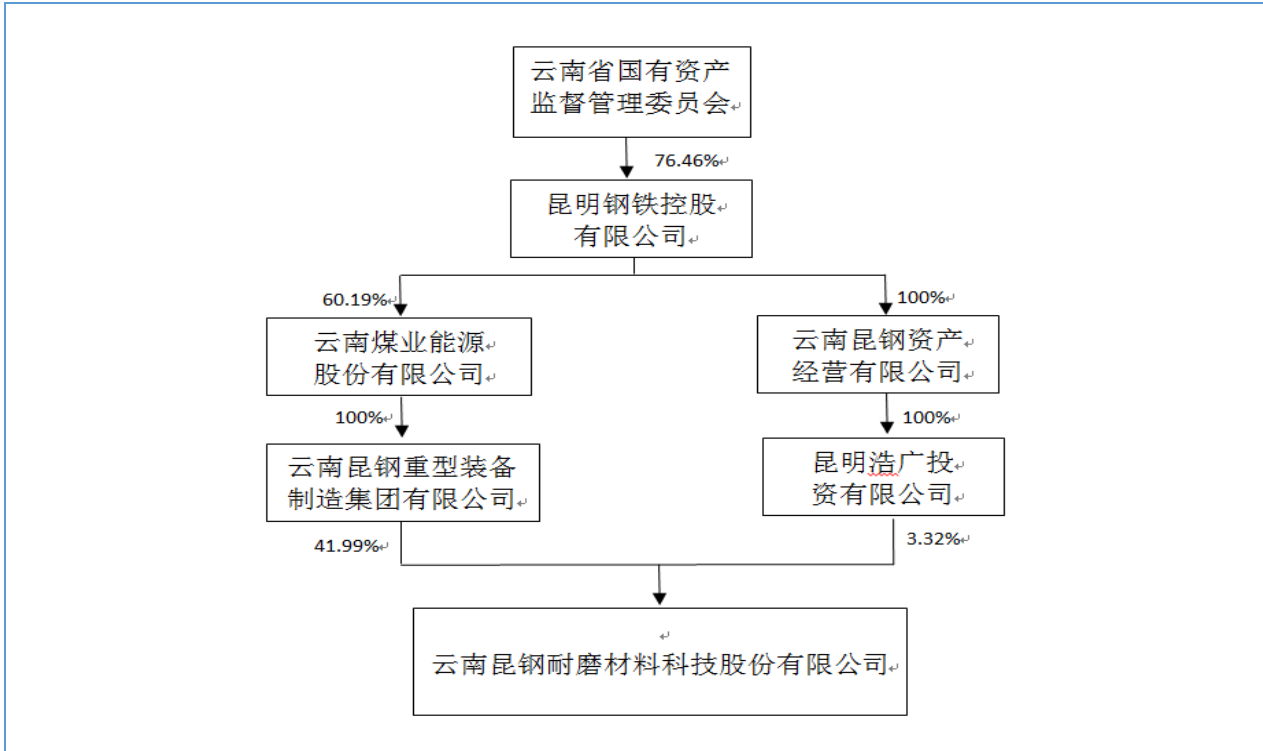 云南省国有资产
监督管理委员会
76.46%
昆明钢铁控股
有限公司
60.19%
100%
云南煤业能源
股份有限公司
云南昆钢资产
经营有限公司
100%
100%
云南昆钢重型装备
制造集团有限公司
昆明浩广投
资有限公司
41.99%
3.32%
云南昆钢耐磨材料科技股份有限公司